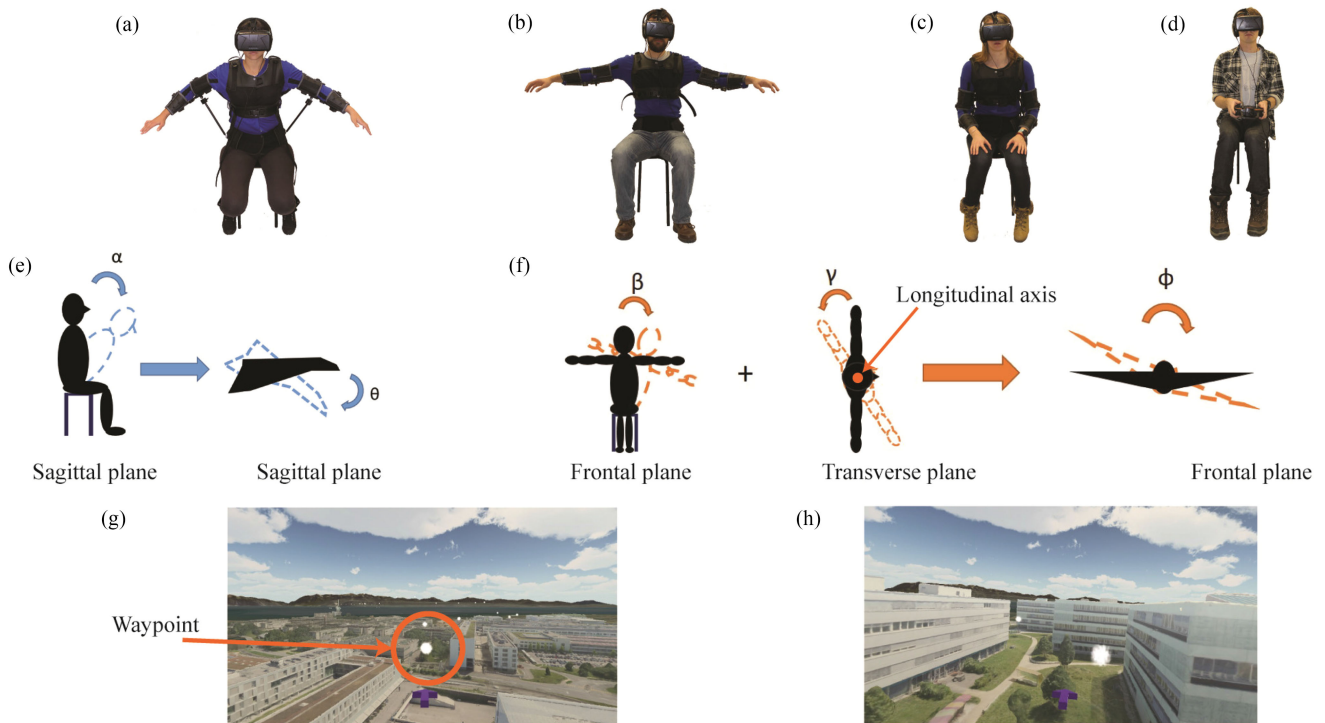 (a)
(b)
(c)
(d)
(e)
α
θ
Sagittal plane
Sagittal plane
(f)
β
+
γ
Longitudinal axis
ϕ
Frontal plane
Transverse plane
Frontal plane
(g)
Waypoint
(h)